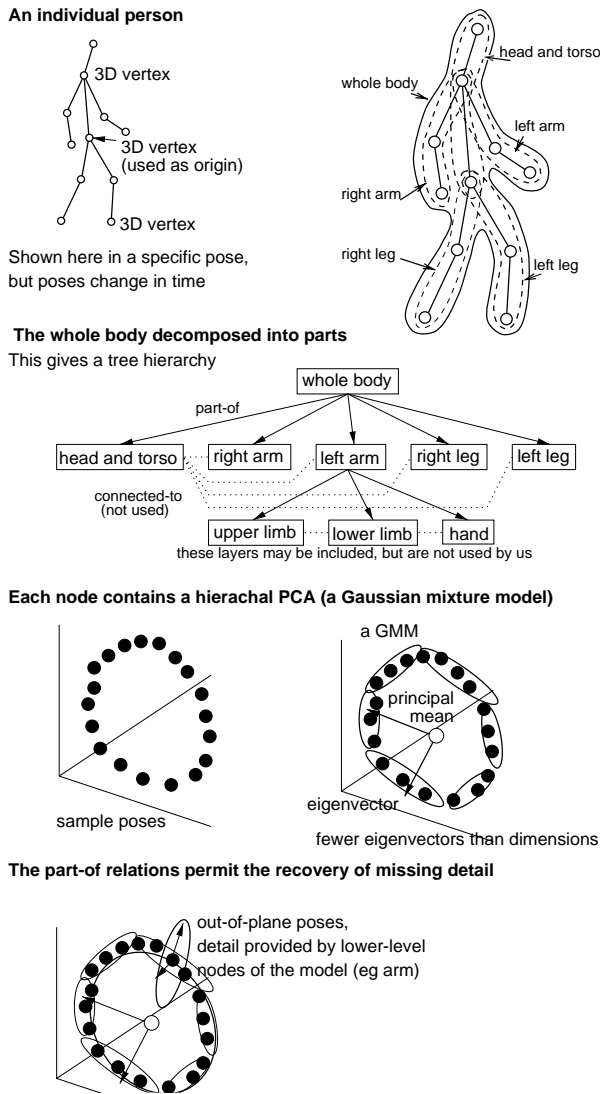 An individual person
3D vertex
3D vertex
(used as origin)
3D vertex
Shown here in a specific pose,
but poses change in time
head and torso
whole body
left arm
right arm
right leg
left leg
The whole body decomposed into parts
This gives a tree hierarchy
whole body
part-of
head and torso
right arm
left arm
right leg
left leg
connected-to
(not used)
upper limb
lower limb
hand
these layers may be included, but are not used by us
Each node contains a hierachal PCA (a Gaussian mixture model)
sample poses
a GMM
principal
mean
eigenvector
fewer eigenvectors than dimensions
The part-of relations permit the recovery of missing detail
out-of-plane poses,
detail provided by lower-level
nodes of the model (eg arm)